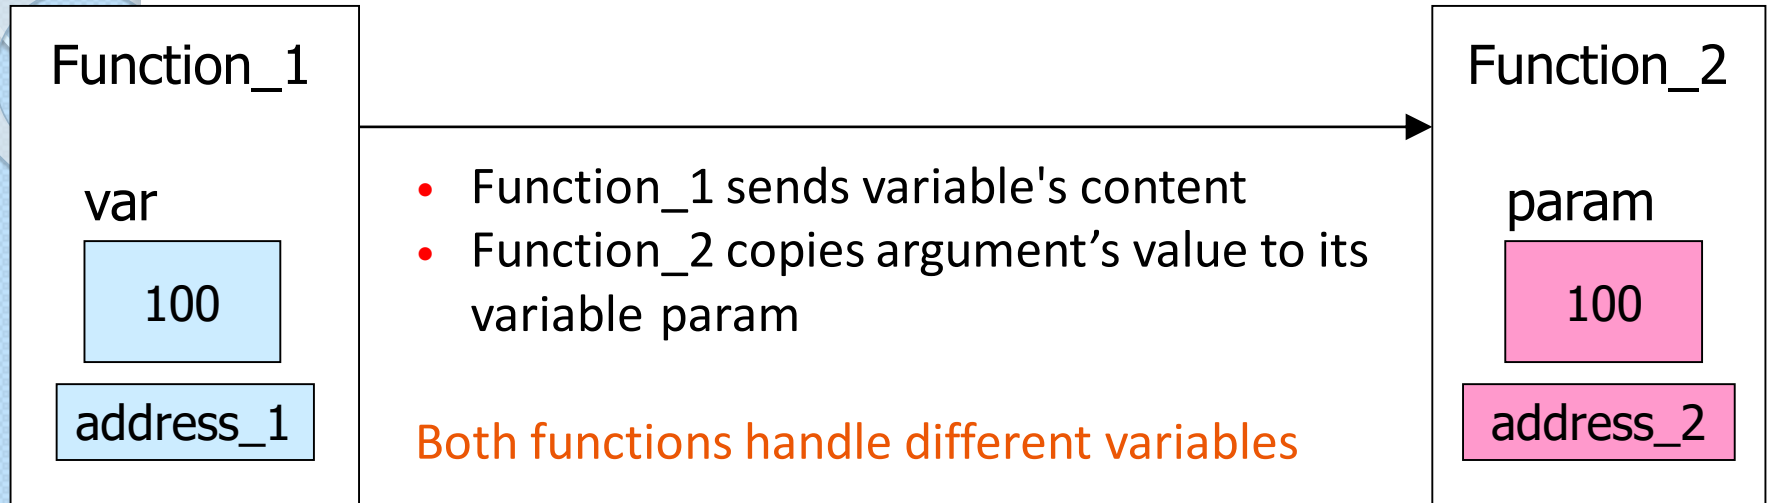 Function_1
var
100
address_1
• Function_1 sends variable's content
• Function_2 copies argument’s value to its
variable param
Both functions handle different variables
Function_2
param
100
address_2